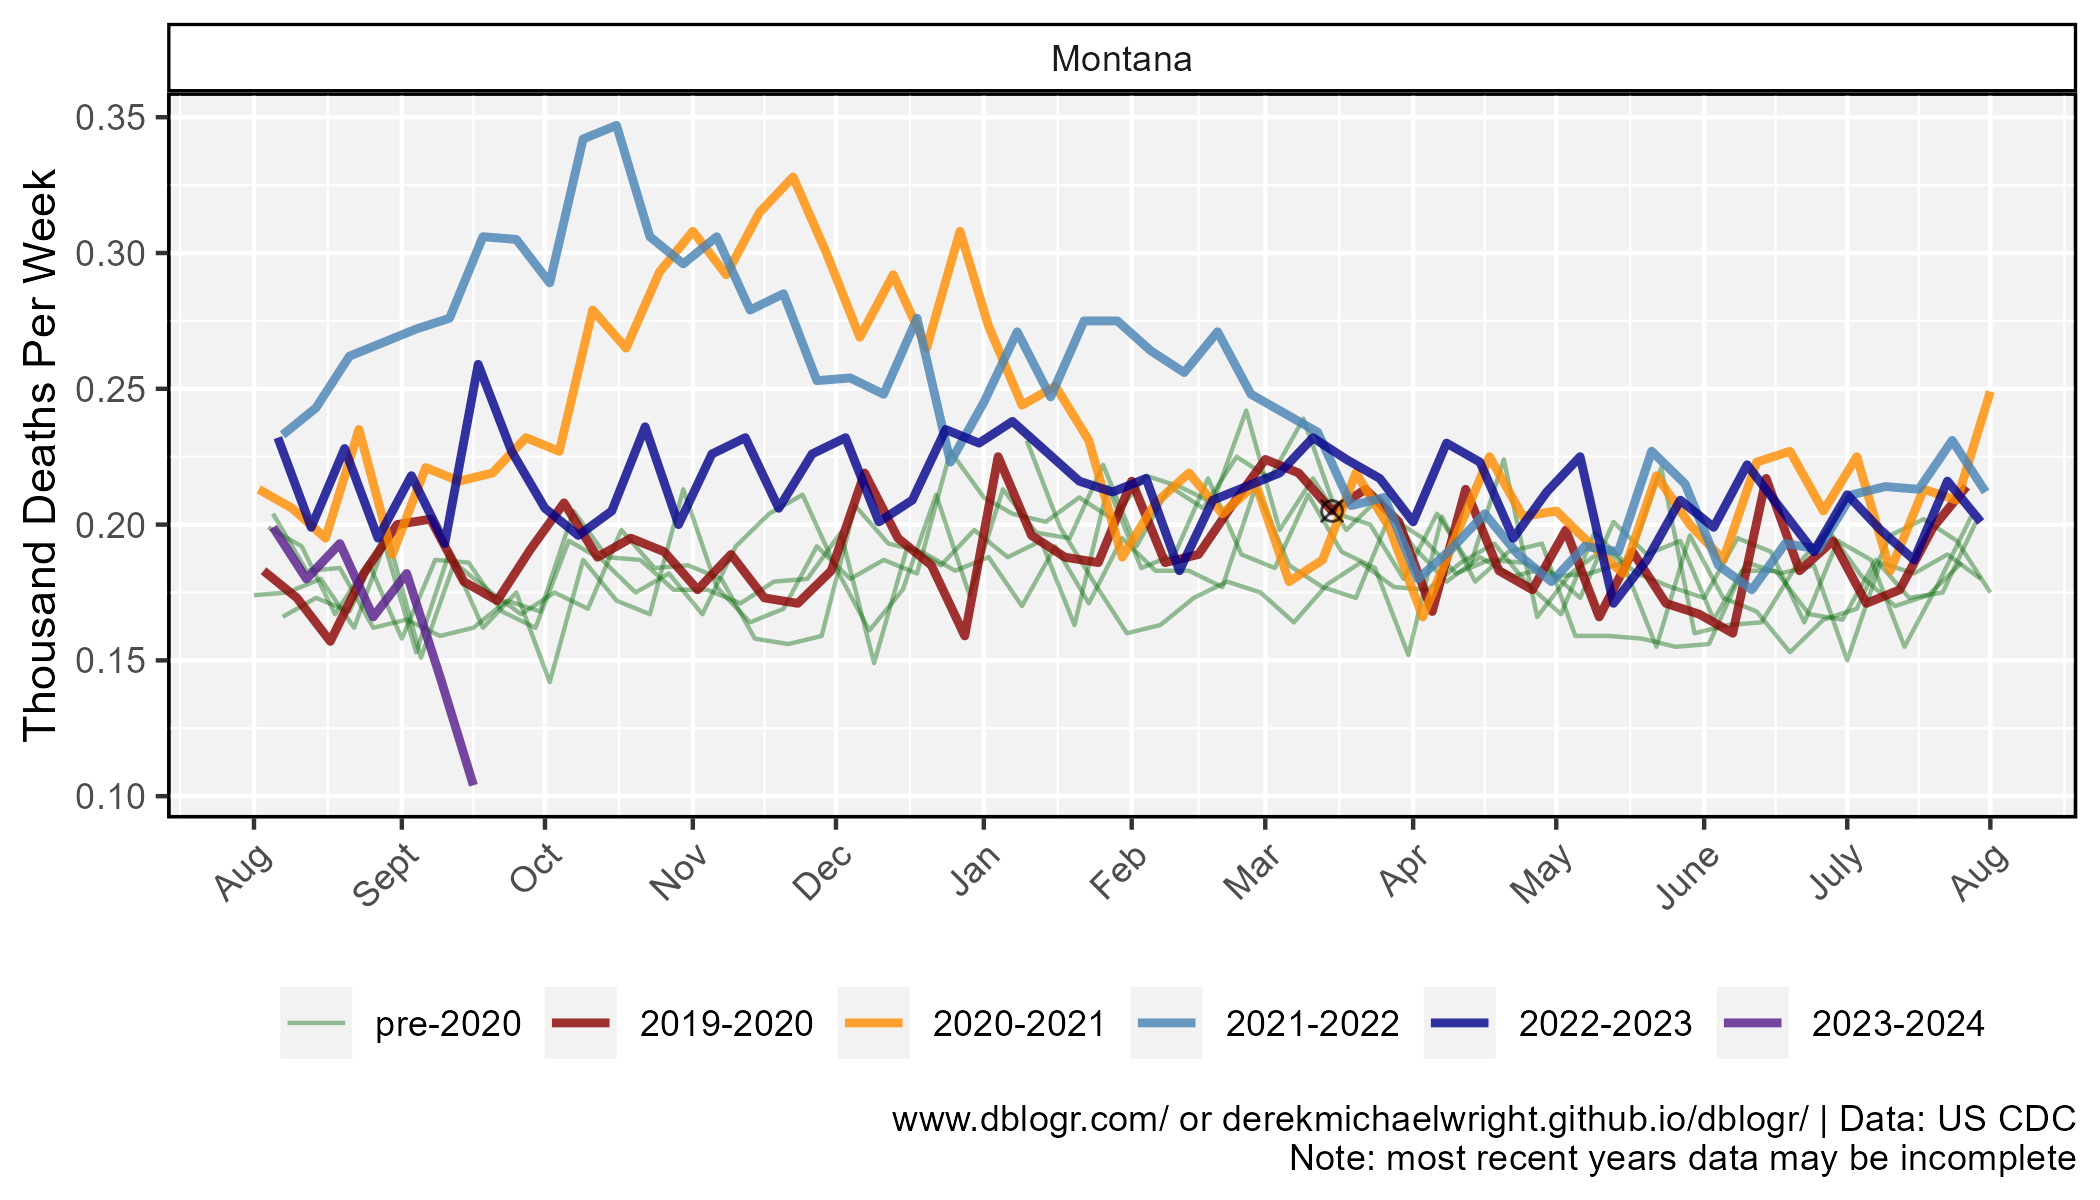 Montana
Thousand Deaths Per Week
0.35
0.30
0.25
0.20
0.15
0.10
Aug
Sept
Oct
Nov
Dec
Jan
Feb
Mar
Apr
May
June
July
Aug
pre-2020
2019-2020
2020-2021
2021-2022
2022-2023
2023-2024
www.dblogr.com/ or derekmichaelwright.github.io/dblogr/ | Data: US CDC
Note: most recent years data may be incomplete